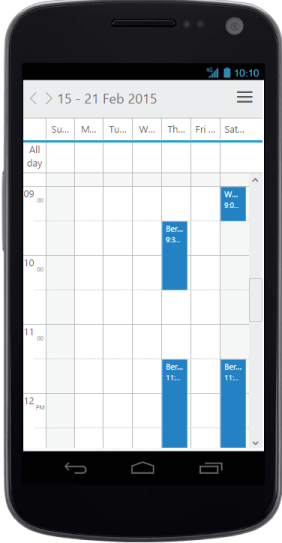 10:10
15 - 21 Feb 2015
Su... M... Tu... W... Th... Fri ... Sat...
All
day
09 00
W...
9:0...
Ber...
9:3...
10 00
11 00
Ber... Ber...
11:... 11:...
12 PM